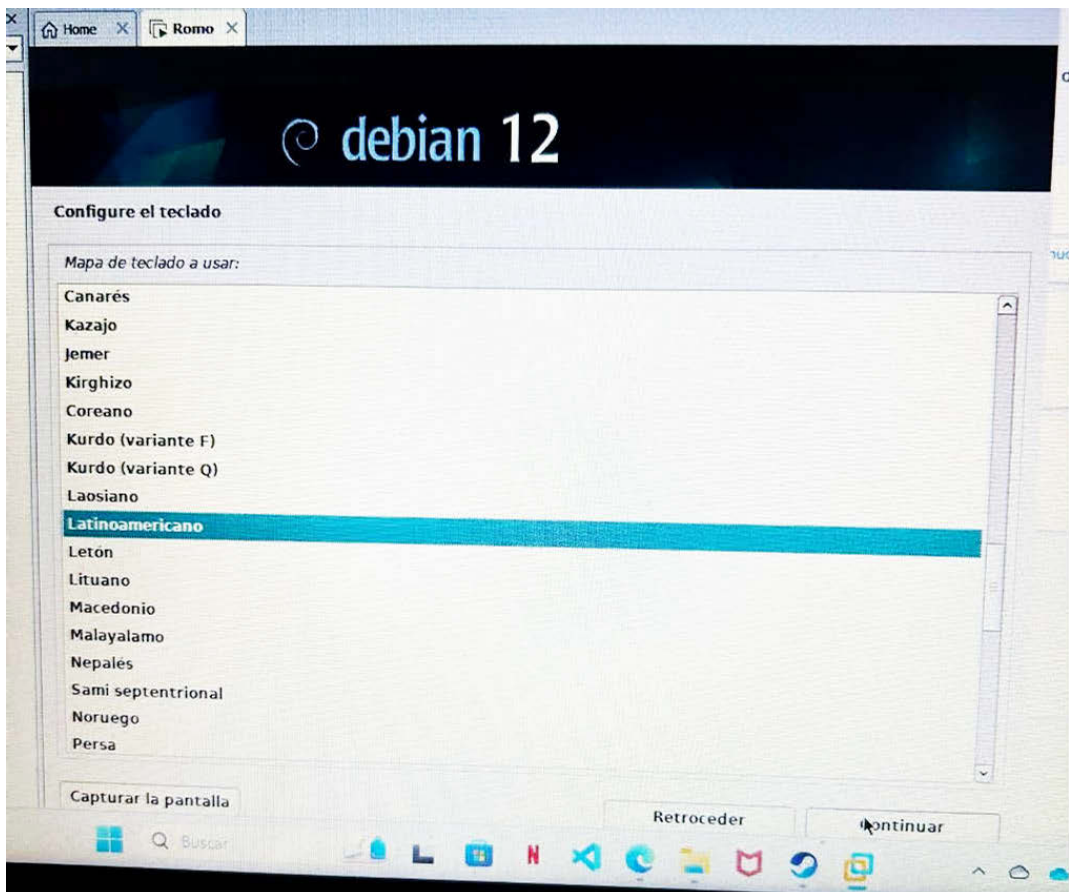 Home
Romo
debian 12
Configure el teclado
Mapa de teclado a usar:
Canarés
Kazajo
Jemer
Kirghizo
Coreano
Kurdo (variante F)
Kurdo (variante Q)
Laosiano
Latinoamericano
Letón
Lituano
Macedonio
Malayalamo
Nepalés
Sami septentrional
Noruego
Persa
Capturar la pantalla
Retroceder
Continuar
Buscar